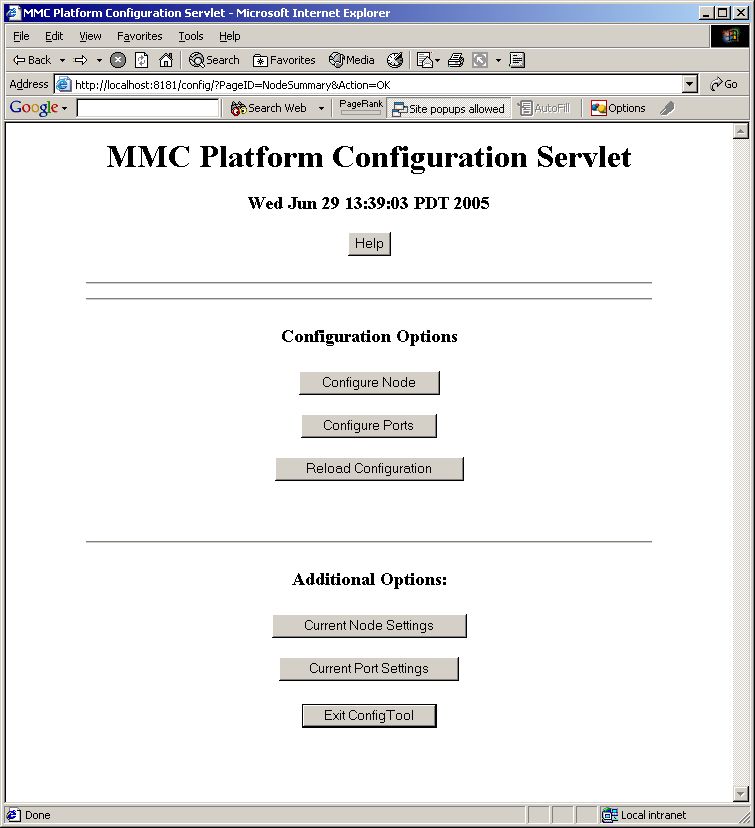 MMC Platform Configuration Servlet - Microsoft Internet Explorer
File Edit View Favorites Tools Help
Back Search Favorites Media
Address http://localhost:8181/config/?PageID=NodeSummary&Action=OK Go
Google Search Web PageRank Site popups allowed AutoFill Options
MMC Platform Configuration Servlet
Wed Jun 29 13:39:03 PDT 2005
Help
Configuration Options
Configure Node
Configure Ports
Reload Configuration
Additional Options:
Current Node Settings
Current Port Settings
Exit ConfigTool
Done Local intranet